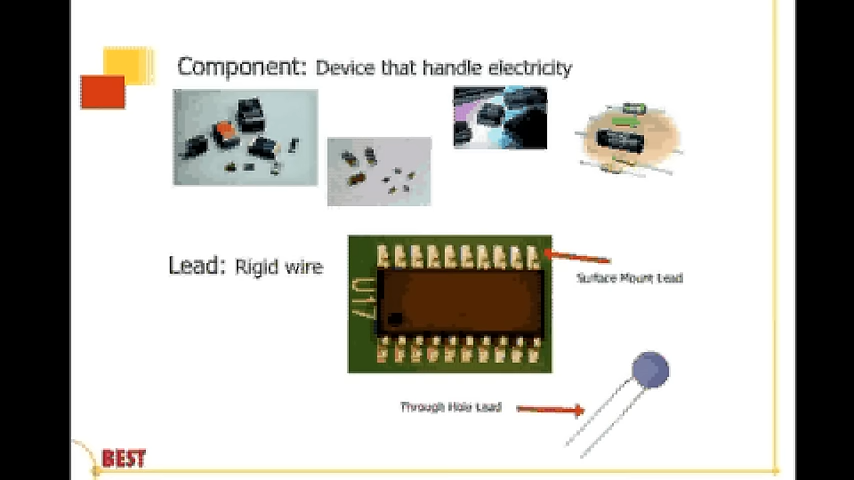 Component: Device that handle electricity
Lead: Rigid wire
U17
Surface Mount Lead
Through Hole Lead
BEST